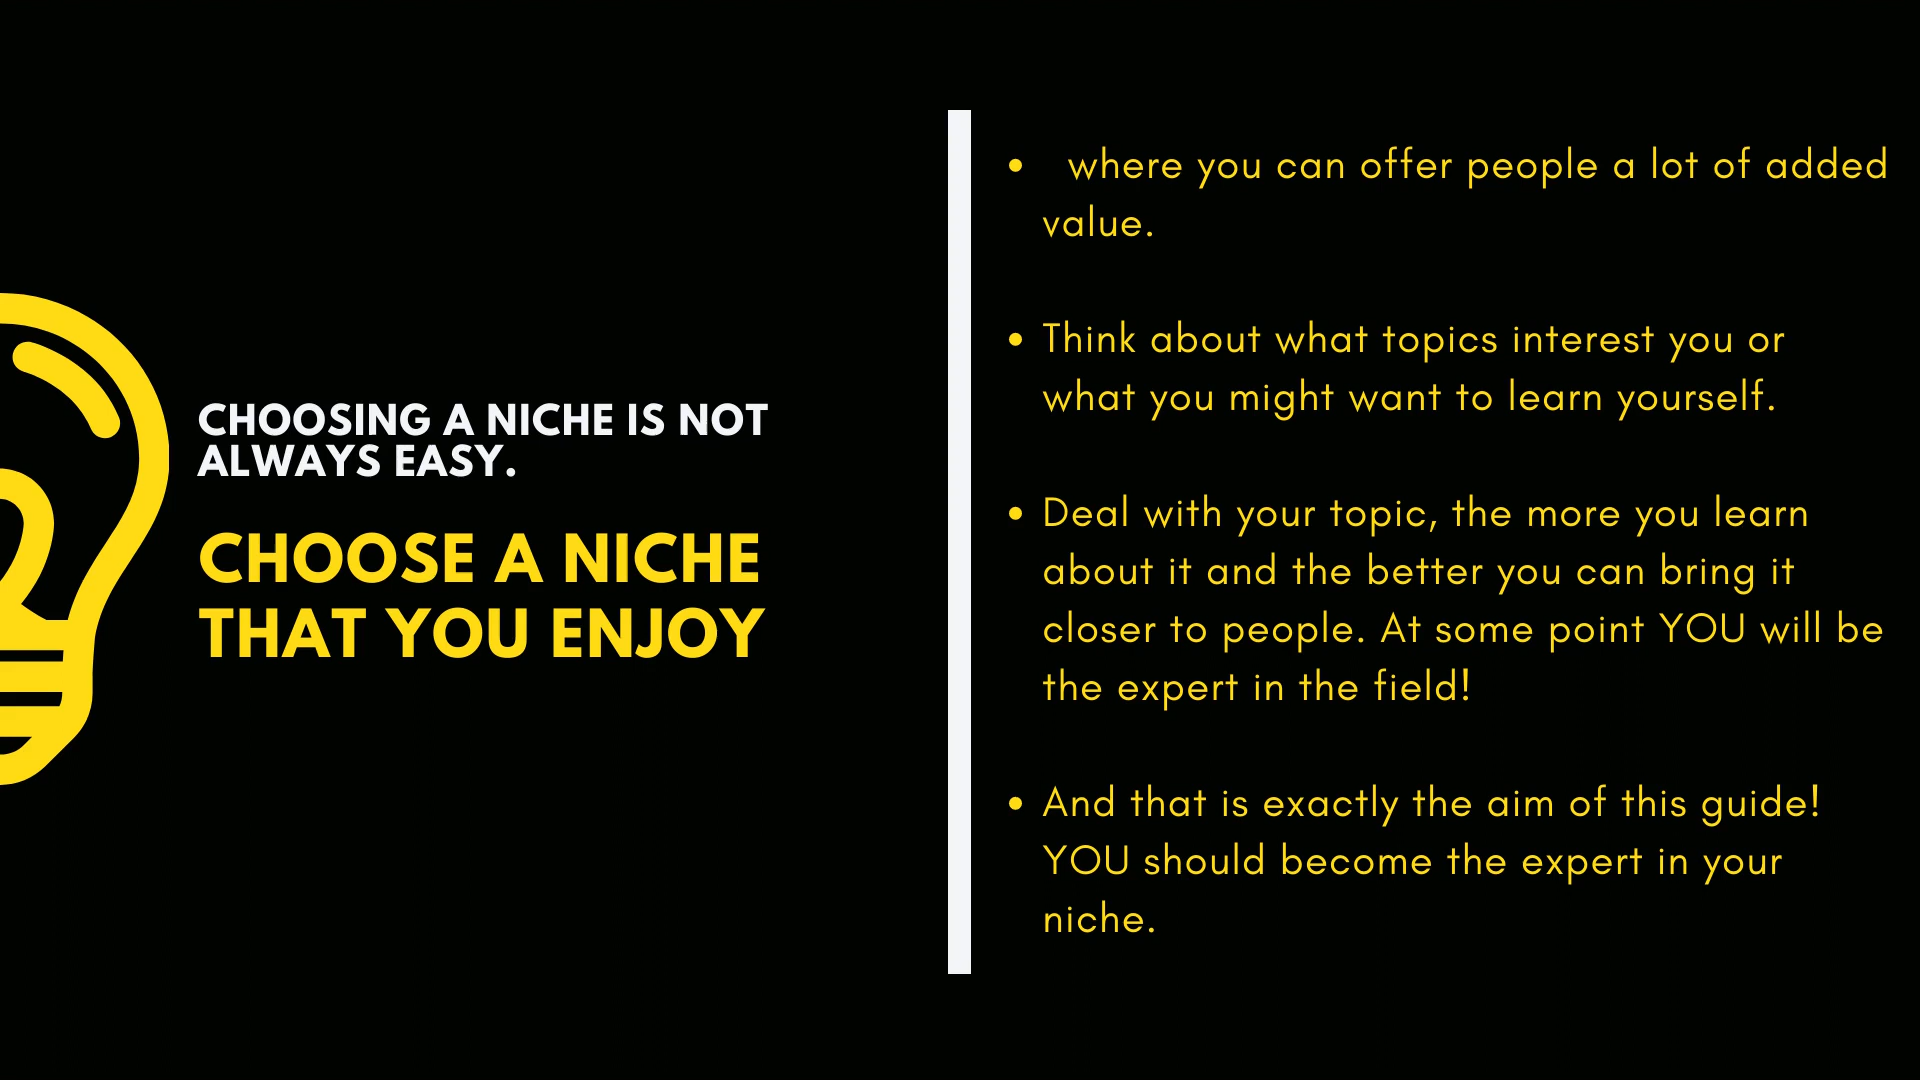 CHOOSING A NICHE IS NOT
ALWAYS EASY.
CHOOSE A NICHE
THAT YOU ENJOY
• where you can offer people a lot of added
value.
• Think about what topics interest you or
what you might want to learn yourself.
• Deal with your topic, the more you learn
about it and the better you can bring it
closer to people. At some point YOU will be
the expert in the field!
• And that is exactly the aim of this guide!
YOU should become the expert in your
niche.